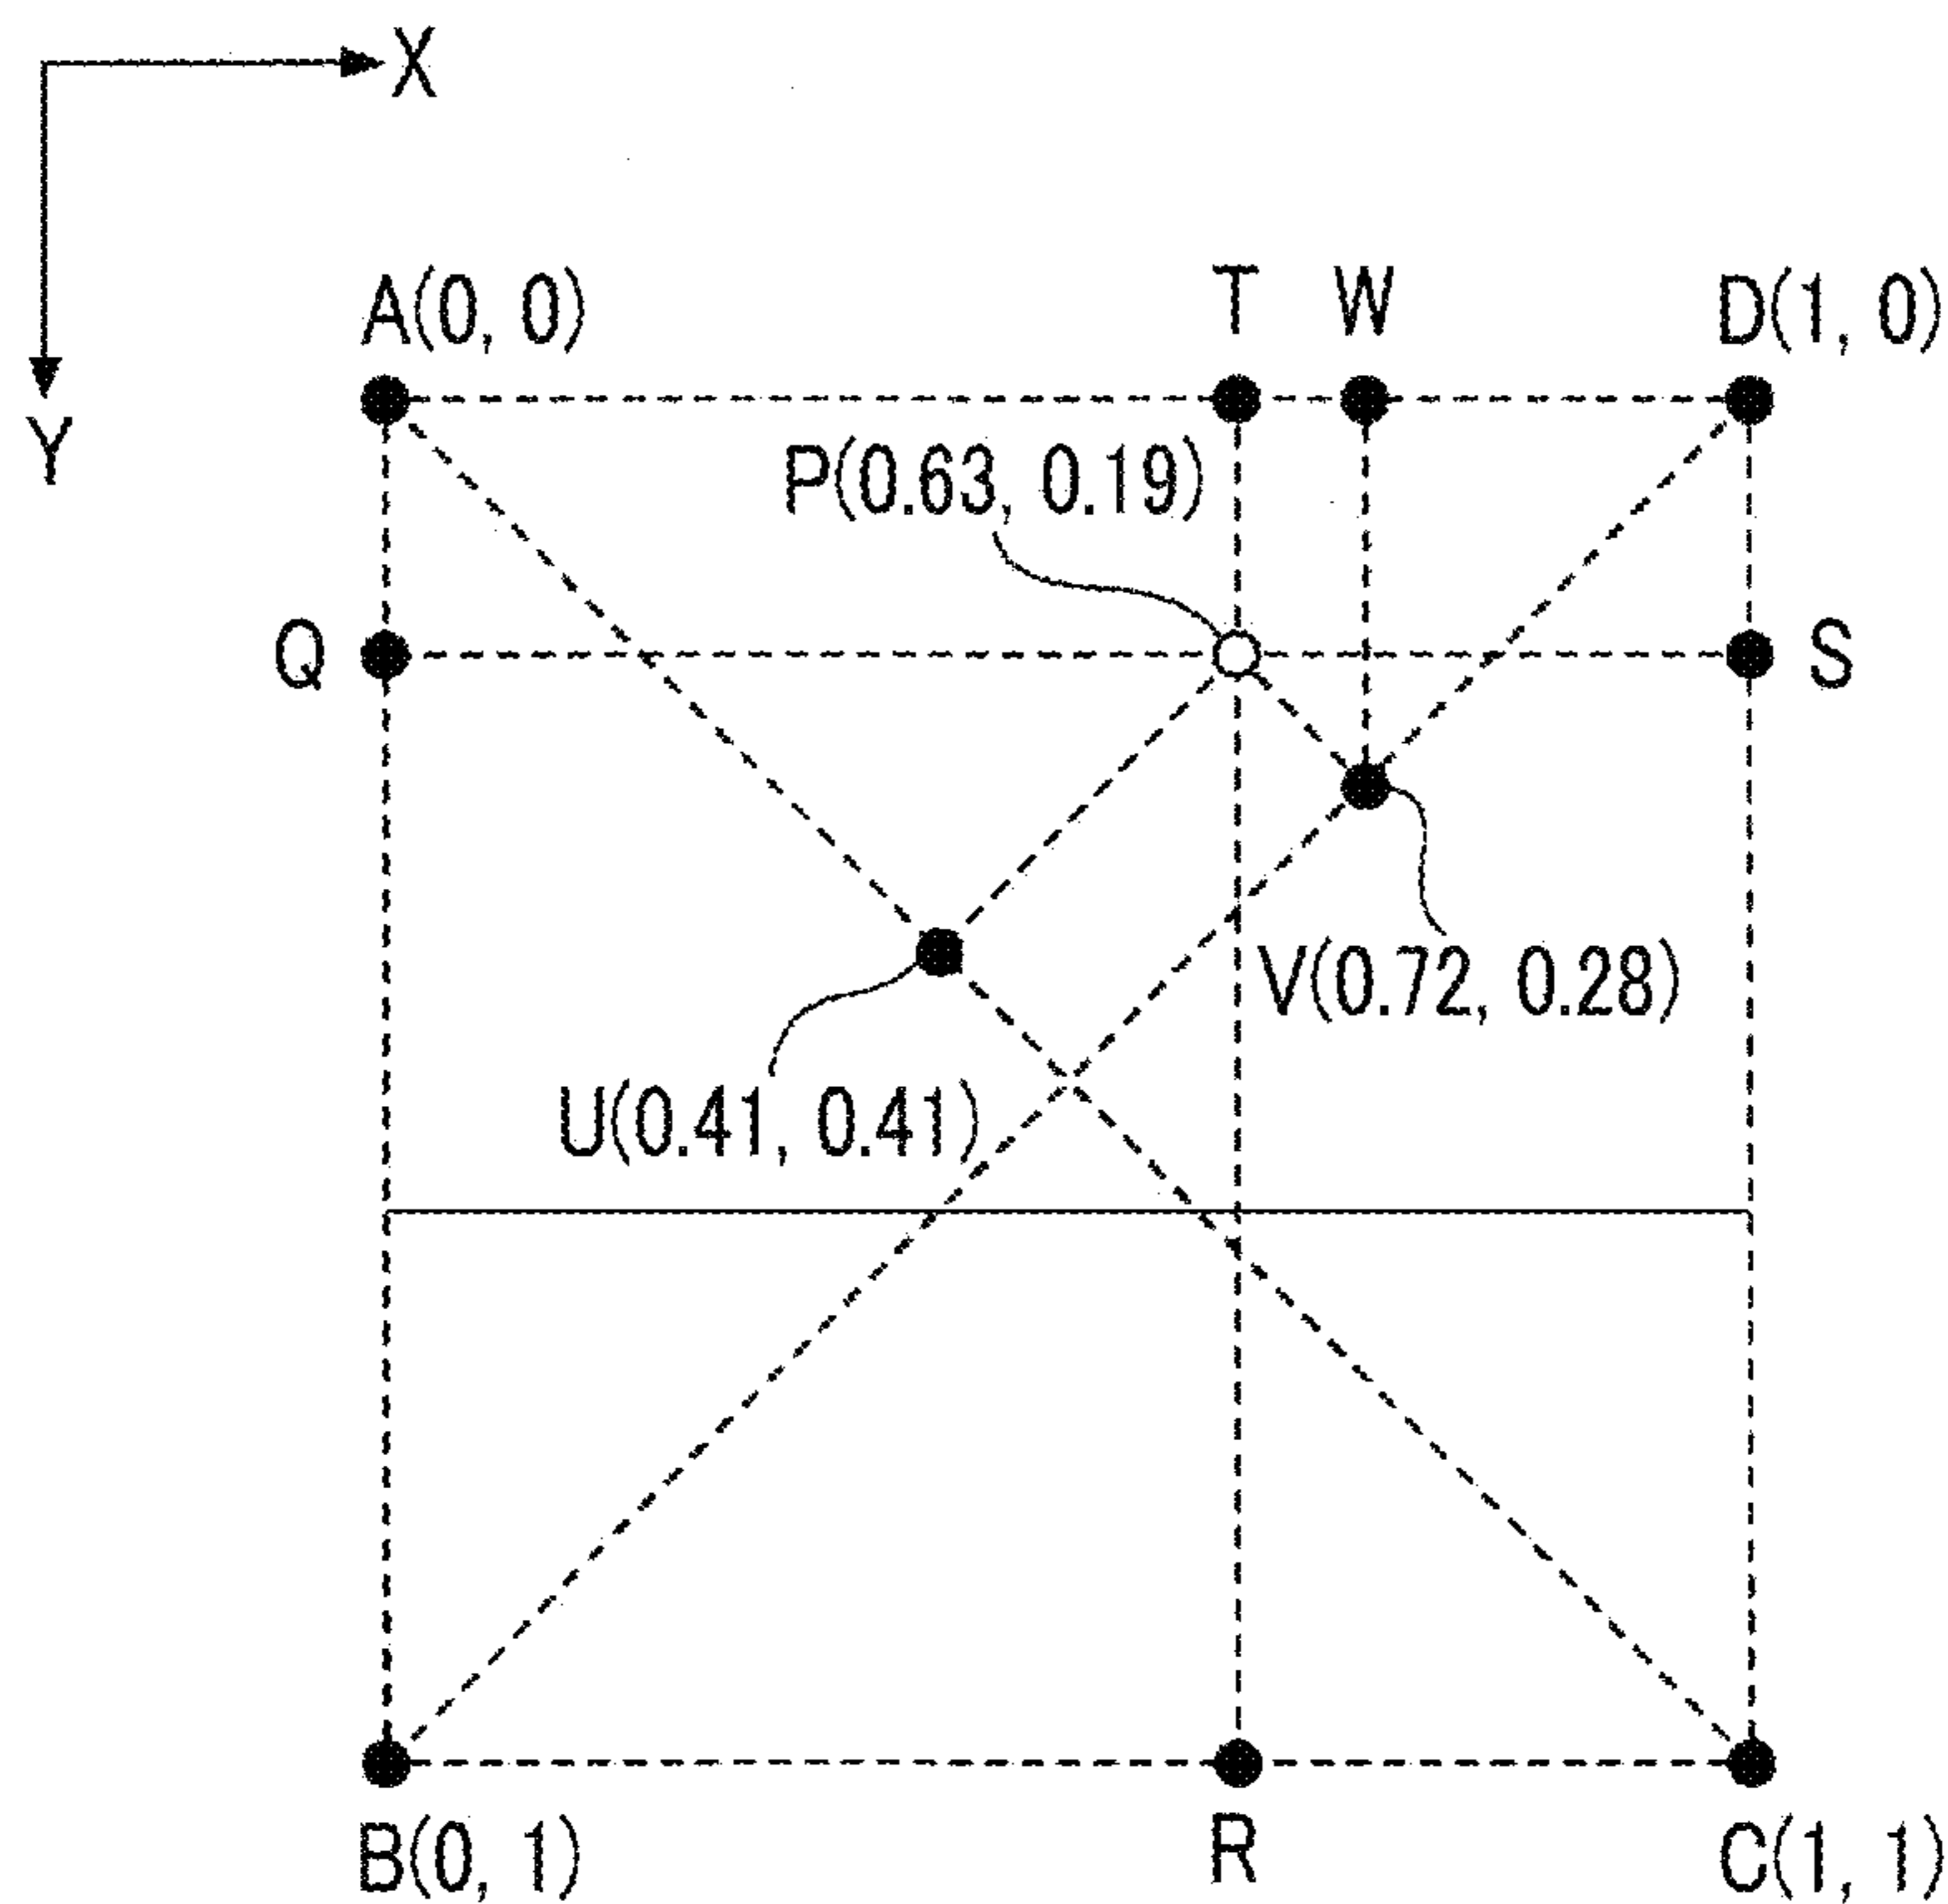 X
Y
A(0, 0)
T
W
D(1, 0)
P(0.63, 0.19)
Q
S
V(0.72, 0.28)
U(0.41, 0.41)
B(0, 1)
R
C(1, 1)